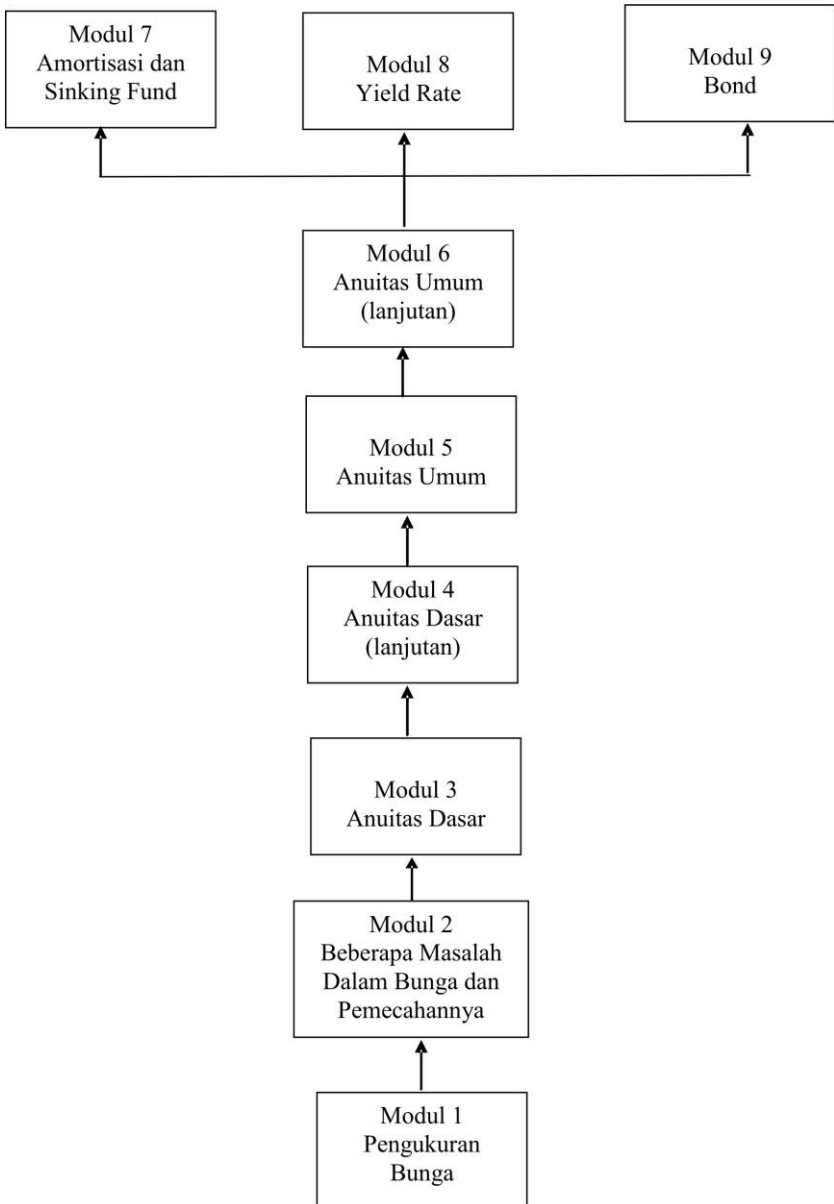 Modul 7
Amortisasi dan
Sinking Fund
Modul 8
Yield Rate
Modul 9
Bond
Modul 6
Anuitas Umum
(lanjutan)
Modul 5
Anuitas Umum
Modul 4
Anuitas Dasar
(lanjutan)
Modul 3
Anuitas Dasar
Modul 2
Beberapa Masalah
Dalam Bunga dan
Pemecahannya
Modul 1
Pengukuran
Bunga